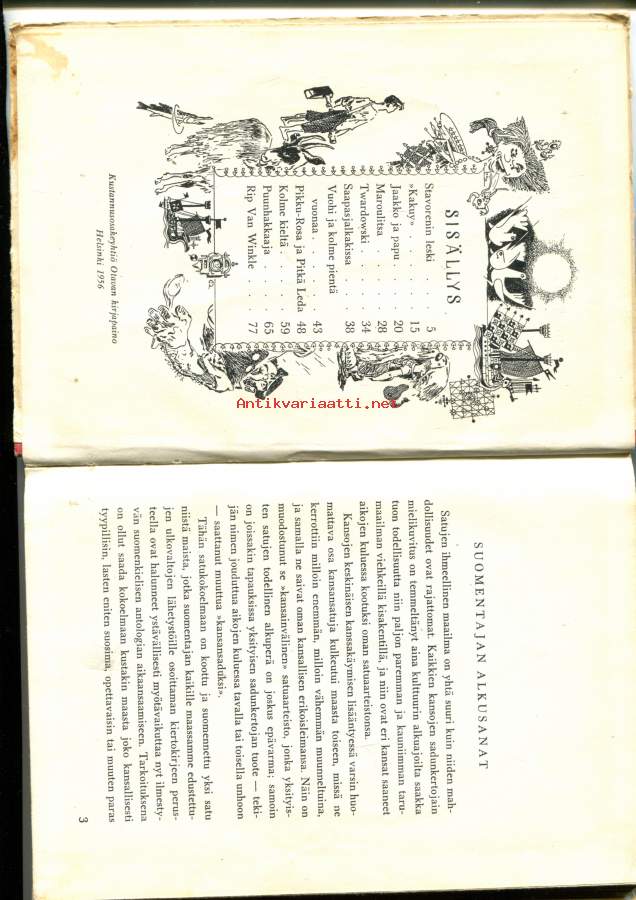 SISÄLLYS
Stavorenin leski . . . . 5
»Kakuy» . . . . . . 15
Jaakko ja papu . . . . 20
Maroulitsa . . . . . 28
Twardowski . . . . . 34
Saapasjalkakissa . . . 38
Vuohi ja kolme pientä
vuonaa . . . . . . 43
Pikku-Rosa ja Pitkä Leda 48
Kolme kieltä . . . . . 59
Puunhakkaaja . . . . 65
Rip Van Winkle . . . . 77
Kustannusosakeyhtiö Otavan kirjapaino
Helsinki 1956
Antikvariaatti.net
SUOMENTAJAN ALKUSANAT
Satujen ihmeellinen maailma on yhtä suuri kuin niiden mah-
dollisuudet ovat rajattomat. Kaikkien kansojen sadunkertojain
mielikuvitus on temmeltänyt aina kulttuurin alkuajoilta saakka
tuon todellisuutta niin paljon paremman ja kauniimman taru-
maailman viehkeillä kisakentillä, ja niin ovat eri kansat saaneet
aikojen kuluessa kootuksi oman satuaarteistonsa.
Kansojen keskinäisen kanssakäymisen lisääntyessä varsin huo-
mattava osa kansansatuja kulkeutui maasta toiseen, missä ne
kerrottiin milloin enemmän, milloin vähemmän muunneltuina,
ja samalla ne saivat oman kansallisen erikoisleimansa. Näin on
muodostunut se »kansainvälinen» satuaarteisto, jonka yksityis-
ten satujen todellinen alkuperä on joskus epävarma; samoin
on joissakin tapauksissa yksityisen sadunkertojan tuote — teki-
jän nimen jouduttua aikojen kuluessa tavalla tai toisella unhoon
— saattanut muuttua »kansansaduksi».
Tähän satukokoelmaan on koottu ja suomennettu yksi satu
niistä maista, jotka suomentajan kaikille maassamme edustettu-
jen ulkovaltojen lähetystöille osoittaman kiertokirjeen perus-
teella ovat halunneet ystävällisesti myötävaikuttaa nyt ilmesty-
vän suomenkielisen antologian aikaansaamiseen. Tarkoituksena
on ollut saada kokoelmaan kustakin maasta joko kansallisesti
tyypillisin, lasten eniten suosima, opettavaisin tai muuten paras
3